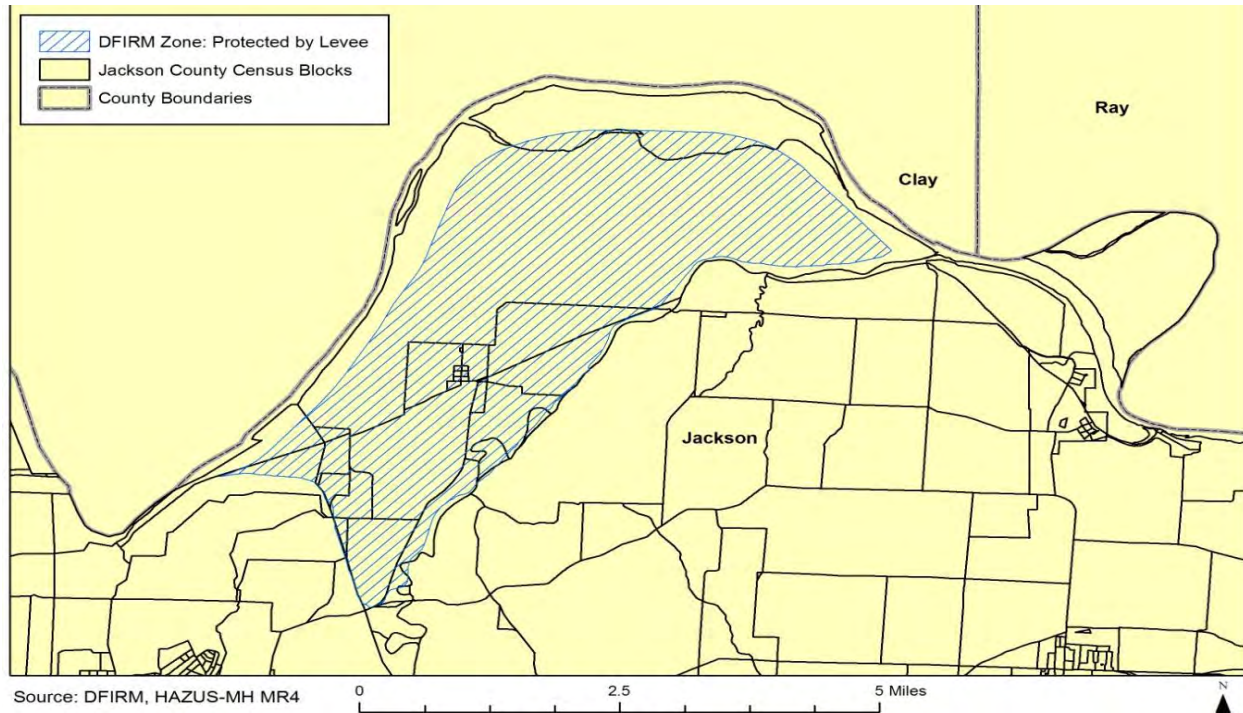 DFIRM Zone: Protected by Levee
Jackson County Census Blocks
County Boundaries
Ray
Clay
Jackson
Source: DFIRM, HAZUS-MH MR4
0 2.5 5 Miles
N